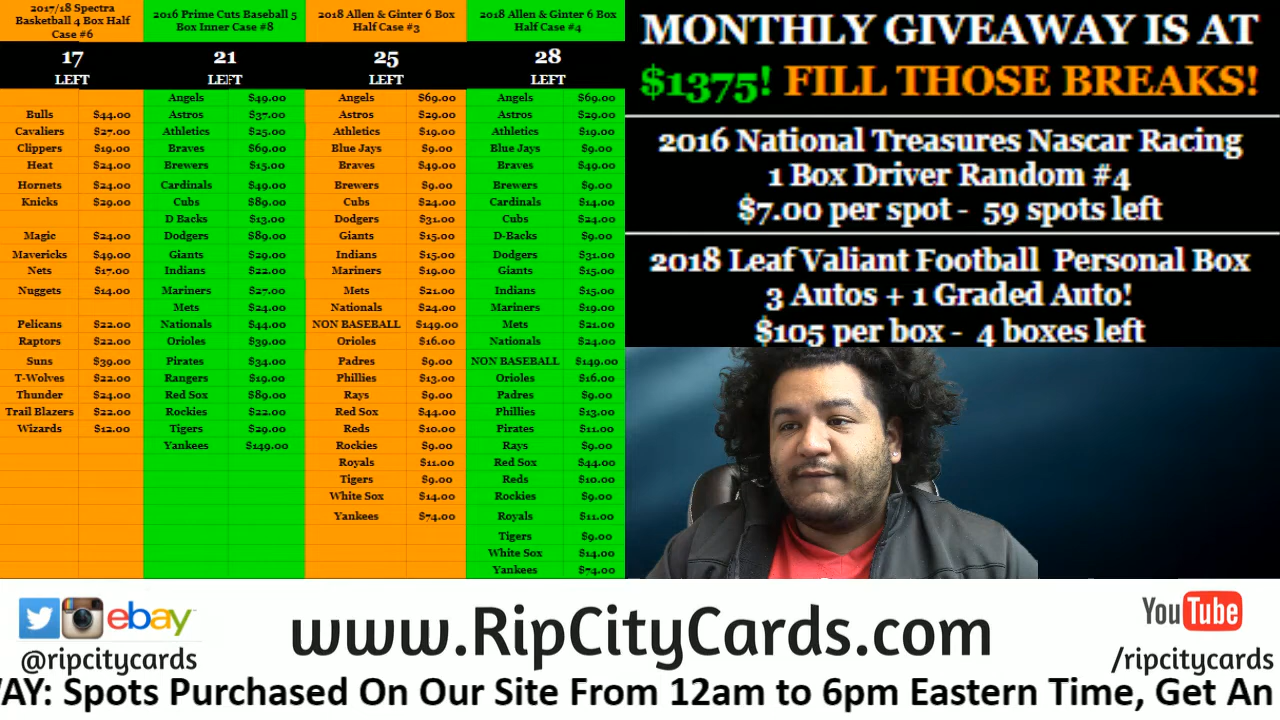 2017/18 Spectra
Basketball 4 Box Half
Case #6
17
LEFT
Bulls $44.00
Cavaliers $27.00
Clippers $19.00
Heat $24.00
Hornets $24.00
Knicks $29.00
Magic $24.00
Mavericks $49.00
Nets $17.00
Nuggets $14.00
Pelicans $22.00
Raptors $22.00
Suns $39.00
T-Wolves $22.00
Thunder $24.00
Trail Blazers $22.00
Wizards $12.00
2016 Prime Cuts Baseball 5
Box Inner Case #8
21
LEFT
Angels $49.00
Astros $37.00
Athletics $25.00
Braves $69.00
Brewers $15.00
Cardinals $49.00
Cubs $89.00
D Backs $13.00
Dodgers $89.00
Giants $29.00
Indians $22.00
Mariners $27.00
Mets $24.00
Nationals $44.00
Orioles $39.00
Pirates $34.00
Rangers $19.00
Red Sox $89.00
Rockies $22.00
Tigers $29.00
Yankees $149.00
2018 Allen & Ginter 6 Box
Half Case #3
25
LEFT
Angels $69.00
Astros $29.00
Athletics $19.00
Blue Jays $9.00
Braves $49.00
Brewers $9.00
Cubs $24.00
Dodgers $31.00
Giants $15.00
Indians $15.00
Mariners $19.00
Mets $21.00
Nationals $24.00
NON BASEBALL $149.00
Orioles $16.00
Padres $9.00
Phillies $13.00
Rays $9.00
Red Sox $44.00
Reds $10.00
Rockies $9.00
Royals $11.00
Tigers $9.00
White Sox $14.00
Yankees $74.00
2018 Allen & Ginter 6 Box
Half Case #4
28
LEFT
Angels $69.00
Astros $29.00
Athletics $19.00
Blue Jays $9.00
Braves $49.00
Brewers $9.00
Cardinals $14.00
Cubs $24.00
D-Backs $9.00
Dodgers $31.00
Giants $15.00
Indians $15.00
Mariners $19.00
Mets $21.00
Nationals $24.00
NON BASEBALL $149.00
Orioles $16.00
Padres $9.00
Phillies $13.00
Pirates $11.00
Rays $9.00
Red Sox $44.00
Reds $10.00
Rockies $9.00
Royals $11.00
Tigers $9.00
White Sox $14.00
Yankees $74.00
MONTHLY GIVEAWAY IS AT
$1375! FILL THOSE BREAKS!
2016 National Treasures Nascar Racing
1 Box Driver Random #4
$7.00 per spot - 59 spots left
2018 Leaf Valiant Football Personal Box
3 Autos + 1 Graded Auto!
$105 per box - 4 boxes left
ebay
@ripcitycards
www.RipCityCards.com
YouTube
/ripcitycards
AY: Spots Purchased On Our Site From 12am to 6pm Eastern Time, Get An